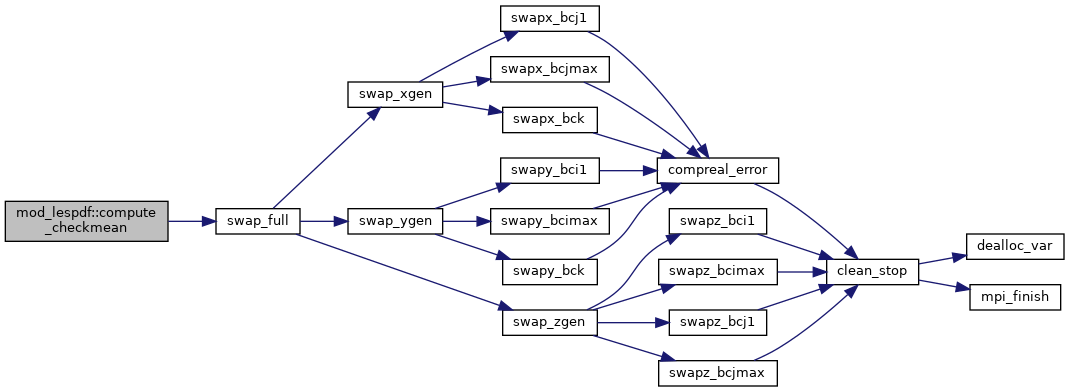 mod_lespdf::compute
_checkmean
swap_full
swap_xgen
swap_ygen
swap_zgen
swapx_bcj1
swapx_bcjmax
swapx_bck
swapy_bci1
swapy_bcimax
swapy_bck
compreal_error
swapz_bci1
swapz_bcimax
swapz_bcj1
swapz_bcjmax
clean_stop
dealloc_var
mpi_finish